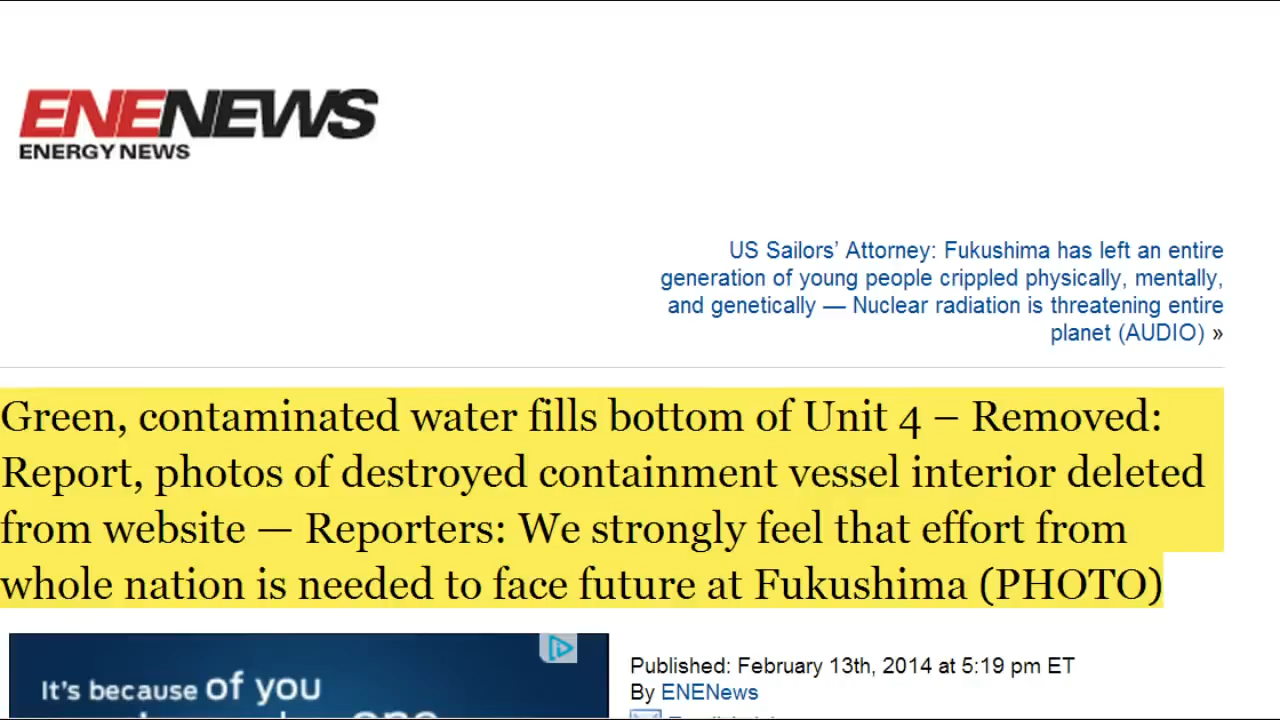 ENENEWS
ENERGY NEWS
US Sailors’ Attorney: Fukushima has left an entire
generation of young people crippled physically, mentally,
and genetically — Nuclear radiation is threatening entire
planet (AUDIO) »
Green, contaminated water fills bottom of Unit 4 – Removed:
Report, photos of destroyed containment vessel interior deleted
from website — Reporters: We strongly feel that effort from
whole nation is needed to face future at Fukushima (PHOTO)
It's because of you
Published: February 13th, 2014 at 5:19 pm ET
By ENENews